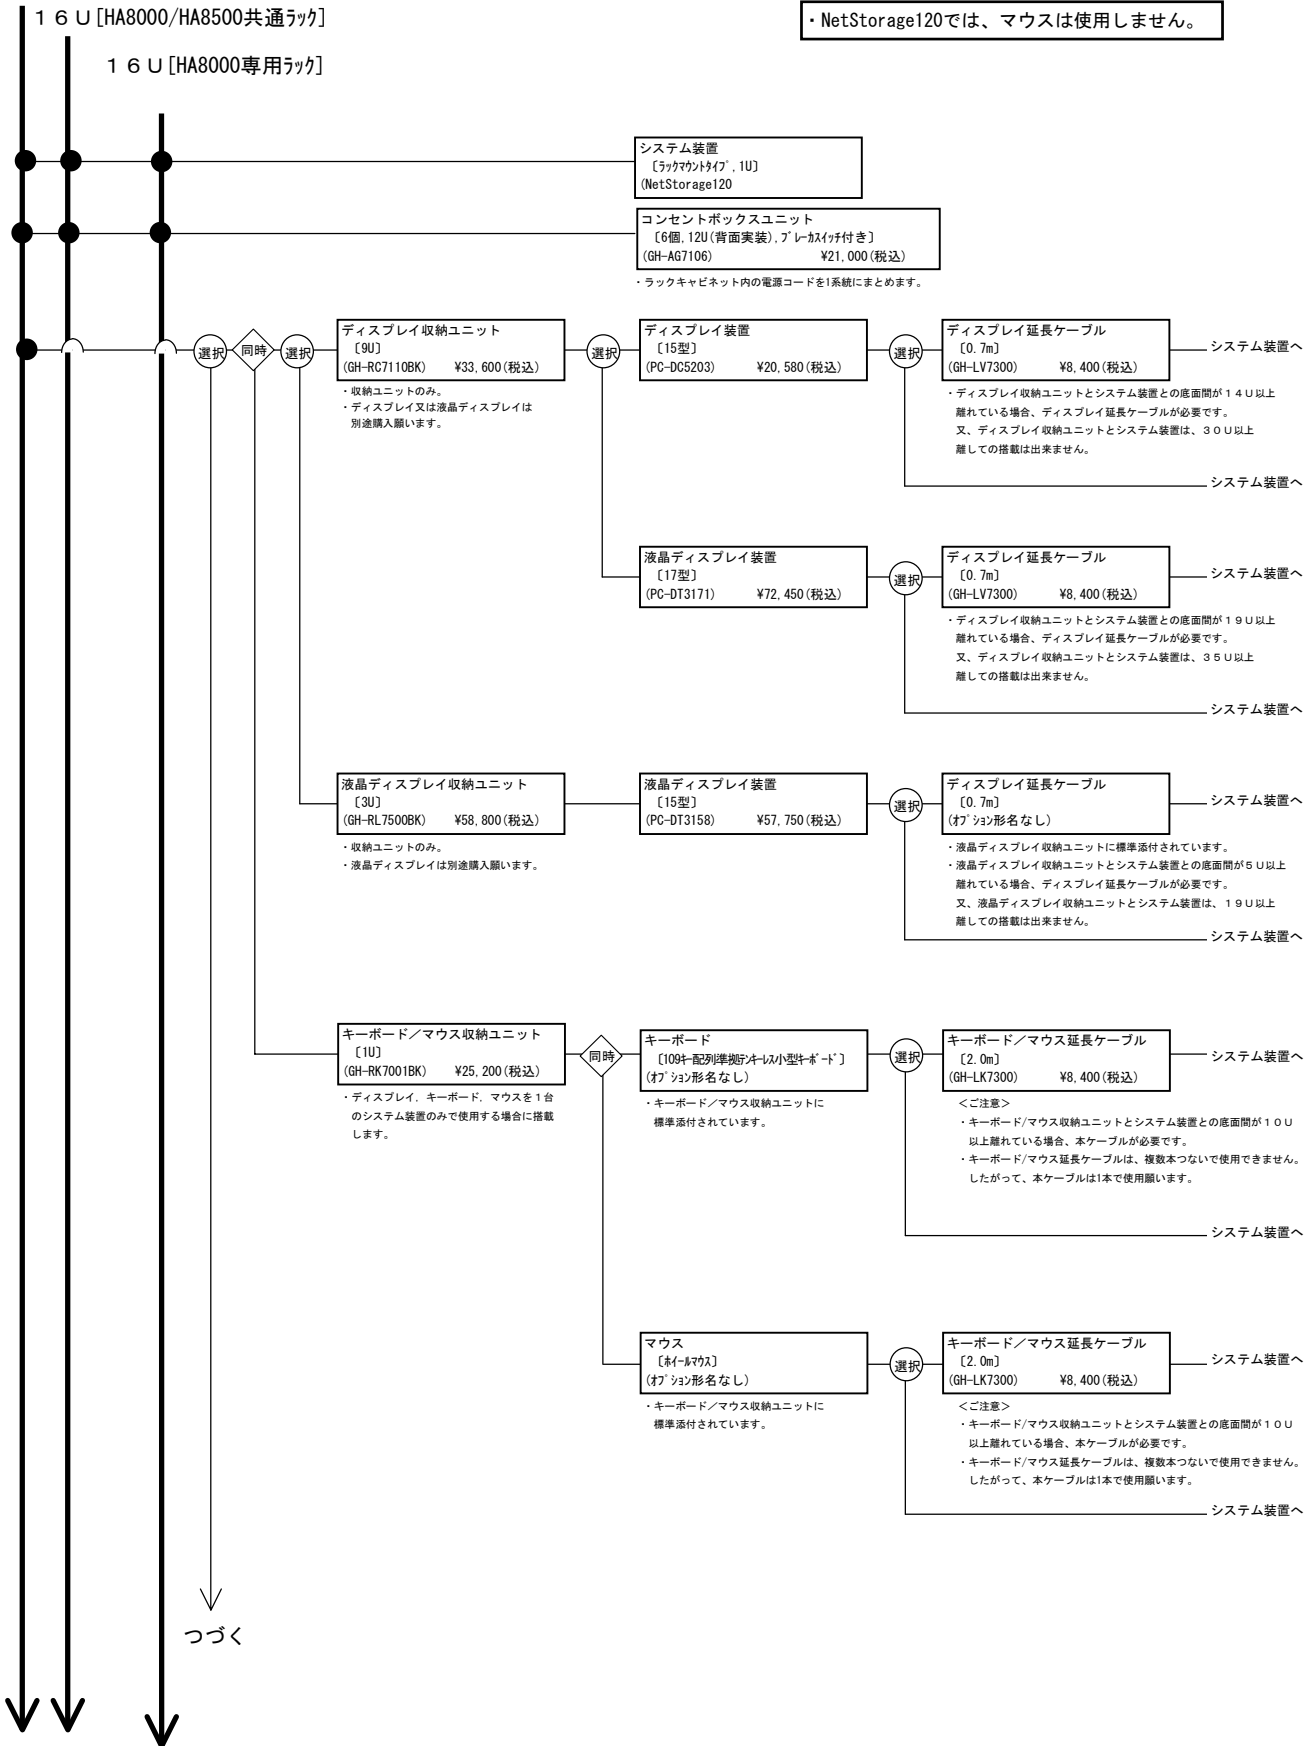 １６Ｕ[HA8000/HA8500共通ﾗｯｸ]
・NetStorage120では、マウスは使用しません。
１６Ｕ[HA8000専用ﾗｯｸ]
システム装置
〔ﾗｯｸﾏｳﾝﾄﾀｲﾌﾟ,1U〕
(NetStorage120
コンセントボックスユニット
〔6個,12U(背面実装),ﾌﾞﾚｰｶｽｲｯﾁ付き〕
(GH-AG7106) ¥21,000(税込)
・ラックキャビネット内の電源コードを1系統にまとめます。
選択
同時
選択
ディスプレイ収納ユニット
〔9U〕
(GH-RC7110BK) ¥33,600(税込)
・収納ユニットのみ。
・ディスプレイ又は液晶ディスプレイは
別途購入願います。
選択
ディスプレイ装置
〔15型〕
(PC-DC5203) ¥20,580(税込)
選択
ディスプレイ延長ケーブル
〔0.7m〕
(GH-LV7300) ¥8,400(税込)
システム装置へ
・ディスプレイ収納ユニットとシステム装置との底面間が１４Ｕ以上
離れている場合、ディスプレイ延長ケーブルが必要です。
又、ディスプレイ収納ユニットとシステム装置は、３０Ｕ以上
離しての搭載は出来ません。
システム装置へ
液晶ディスプレイ装置
〔17型〕
(PC-DT3171) ¥72,450(税込)
選択
ディスプレイ延長ケーブル
〔0.7m〕
(GH-LV7300) ¥8,400(税込)
システム装置へ
・ディスプレイ収納ユニットとシステム装置との底面間が１９Ｕ以上
離れている場合、ディスプレイ延長ケーブルが必要です。
又、ディスプレイ収納ユニットとシステム装置は、３５Ｕ以上
離しての搭載は出来ません。
システム装置へ
液晶ディスプレイ収納ユニット
〔3U〕
(GH-RL7500BK) ¥58,800(税込)
・収納ユニットのみ。
・液晶ディスプレイは別途購入願います。
液晶ディスプレイ装置
〔15型〕
(PC-DT3158) ¥57,750(税込)
選択
ディスプレイ延長ケーブル
〔0.7m〕
(ｵﾌﾟｼｮﾝ形名なし)
システム装置へ
・液晶ディスプレイ収納ユニットに標準添付されています。
・液晶ディスプレイ収納ユニットとシステム装置との底面間が５Ｕ以上
離れている場合、ディスプレイ延長ケーブルが必要です。
又、液晶ディスプレイ収納ユニットとシステム装置は、１９Ｕ以上
離しての搭載は出来ません。
システム装置へ
キーボード／マウス収納ユニット
〔1U〕
(GH-RK7001BK) ¥25,200(税込)
・ディスプレイ、キーボード、マウスを１台
のシステム装置のみで使用する場合に搭載
します。
同時
キーボード
〔109ｷｰ配列準拠ﾃﾝｷｰﾚｽ小型ｷｰﾎﾞｰﾄﾞ〕
(ｵﾌﾟｼｮﾝ形名なし)
・キーボード／マウス収納ユニットに
標準添付されています。
選択
キーボード／マウス延長ケーブル
〔2.0m〕
(GH-LK7300) ¥8,400(税込)
システム装置へ
＜ご注意＞
・キーボード/マウス収納ユニットとシステム装置との底面間が１０Ｕ
以上離れている場合、本ケーブルが必要です。
・キーボード/マウス延長ケーブルは、複数本つないで使用できません。
したがって、本ケーブルは1本で使用願います。
システム装置へ
マウス
〔ﾎｲｰﾙﾏｳｽ〕
(ｵﾌﾟｼｮﾝ形名なし)
・キーボード／マウス収納ユニットに
標準添付されています。
選択
キーボード／マウス延長ケーブル
〔2.0m〕
(GH-LK7300) ¥8,400(税込)
システム装置へ
＜ご注意＞
・キーボード/マウス収納ユニットとシステム装置との底面間が１０Ｕ
以上離れている場合、本ケーブルが必要です。
・キーボード/マウス延長ケーブルは、複数本つないで使用できません。
したがって、本ケーブルは1本で使用願います。
システム装置へ
つづく